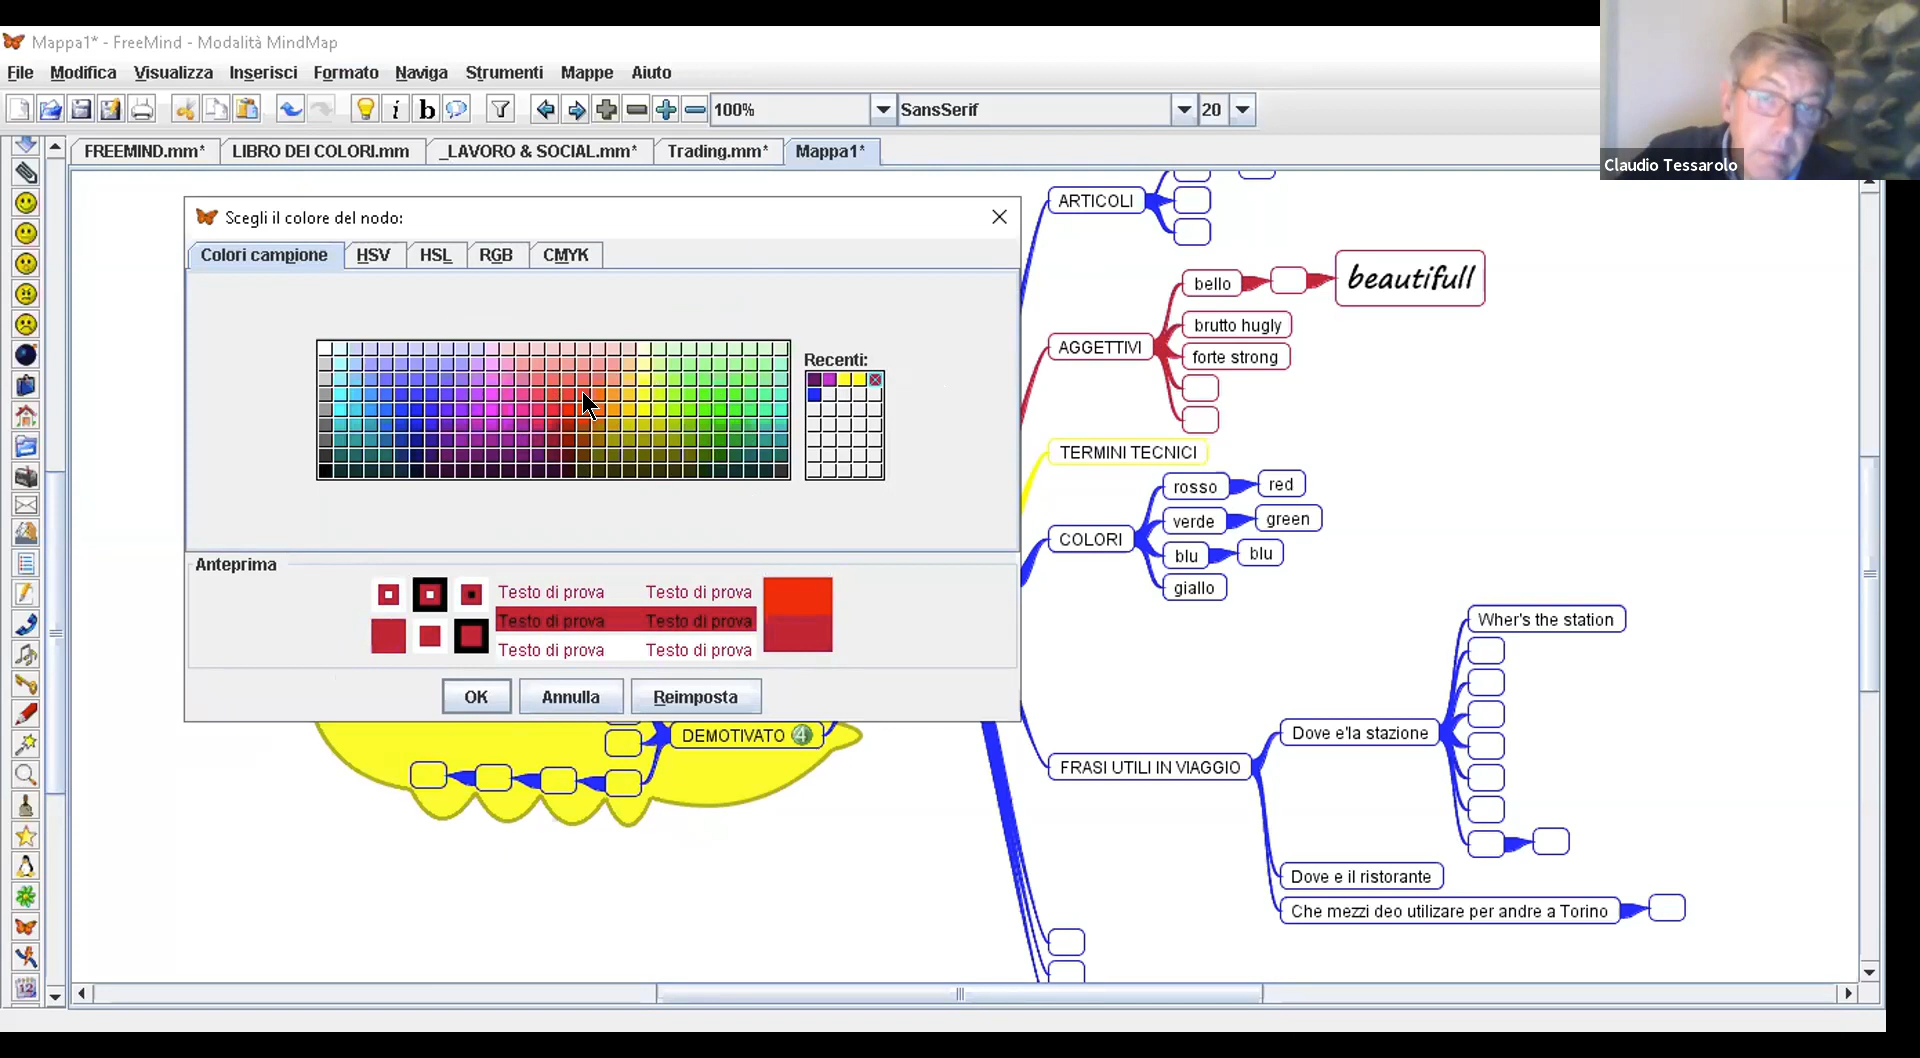 Mappa1* - FreeMind - Modalità MindMap
File Modifica Visualizza Inserisci Formato Naviga Strumenti Mappe Aiuto
100% SansSerif 20
FREEMIND.mm* LIBRO DEI COLORI.mm _LAVORO & SOCIAL.mm* Trading.mm* Mappa1*
Claudio Tessarolo
Scegli il colore del nodo:
Colori campione HSV HSL RGB CMYK
Recenti:
Anteprima
Testo di prova Testo di prova
Testo di prova Testo di prova
Testo di prova Testo di prova
OK Annulla Reimposta
DEMOTIVATO 4
ARTICOLI
AGGETTIVI
bello
beautifull
brutto hugly
forte strong
TERMINI TECNICI
COLORI
rosso red
verde green
blu blu
giallo
FRASI UTILI IN VIAGGIO
Dove e'la stazione
Wher's the station
Dove e il ristorante
Che mezzi deo utilizare per andre a Torino